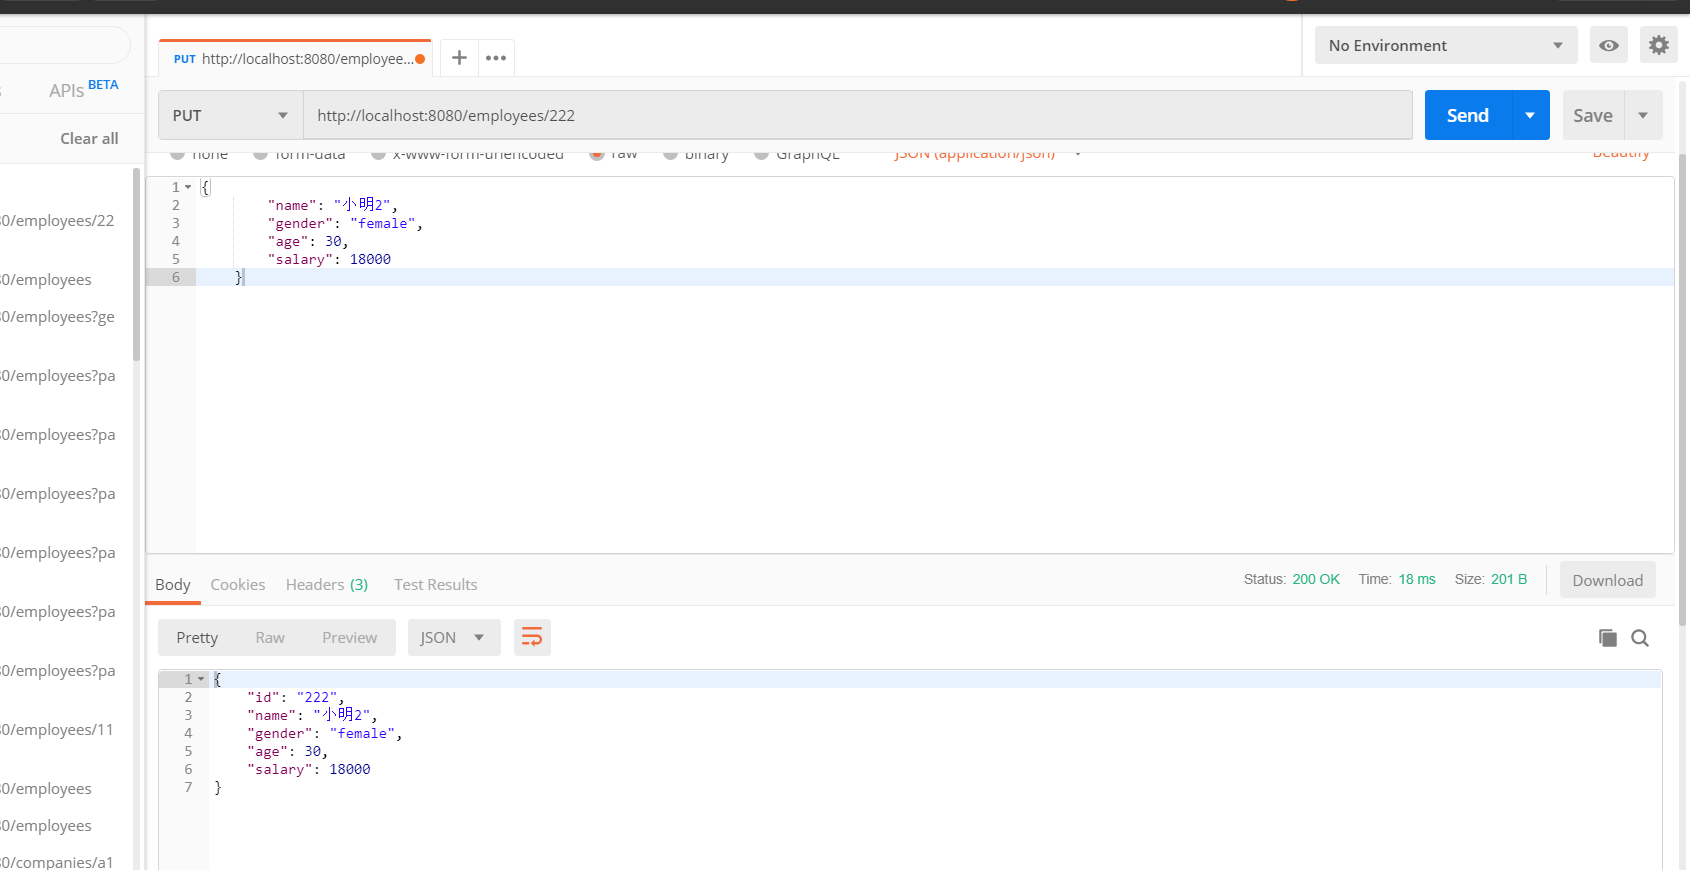 PUT http://localhost:8080/employee...
No Environment
APIs BETA
PUT http://localhost:8080/employees/222 Send Save
Clear all
none form-data x-www-form-urlencoded raw binary GraphQL JSON (application/json) Beautify
1 {
2 "name": "小明2",
3 "gender": "female",
4 "age": 30,
5 "salary": 18000
6 }
0/employees/22
0/employees
0/employees?ge
0/employees?pa
0/employees?pa
0/employees?pa
0/employees?pa
0/employees?pa
0/employees?pa
0/employees/11
0/employees
0/employees
0/companies/a1
Body Cookies Headers (3) Test Results Status: 200 OK Time: 18 ms Size: 201 B Download
Pretty Raw Preview JSON
1 {
2 "id": "222",
3 "name": "小明2",
4 "gender": "female",
5 "age": 30,
6 "salary": 18000
7 }